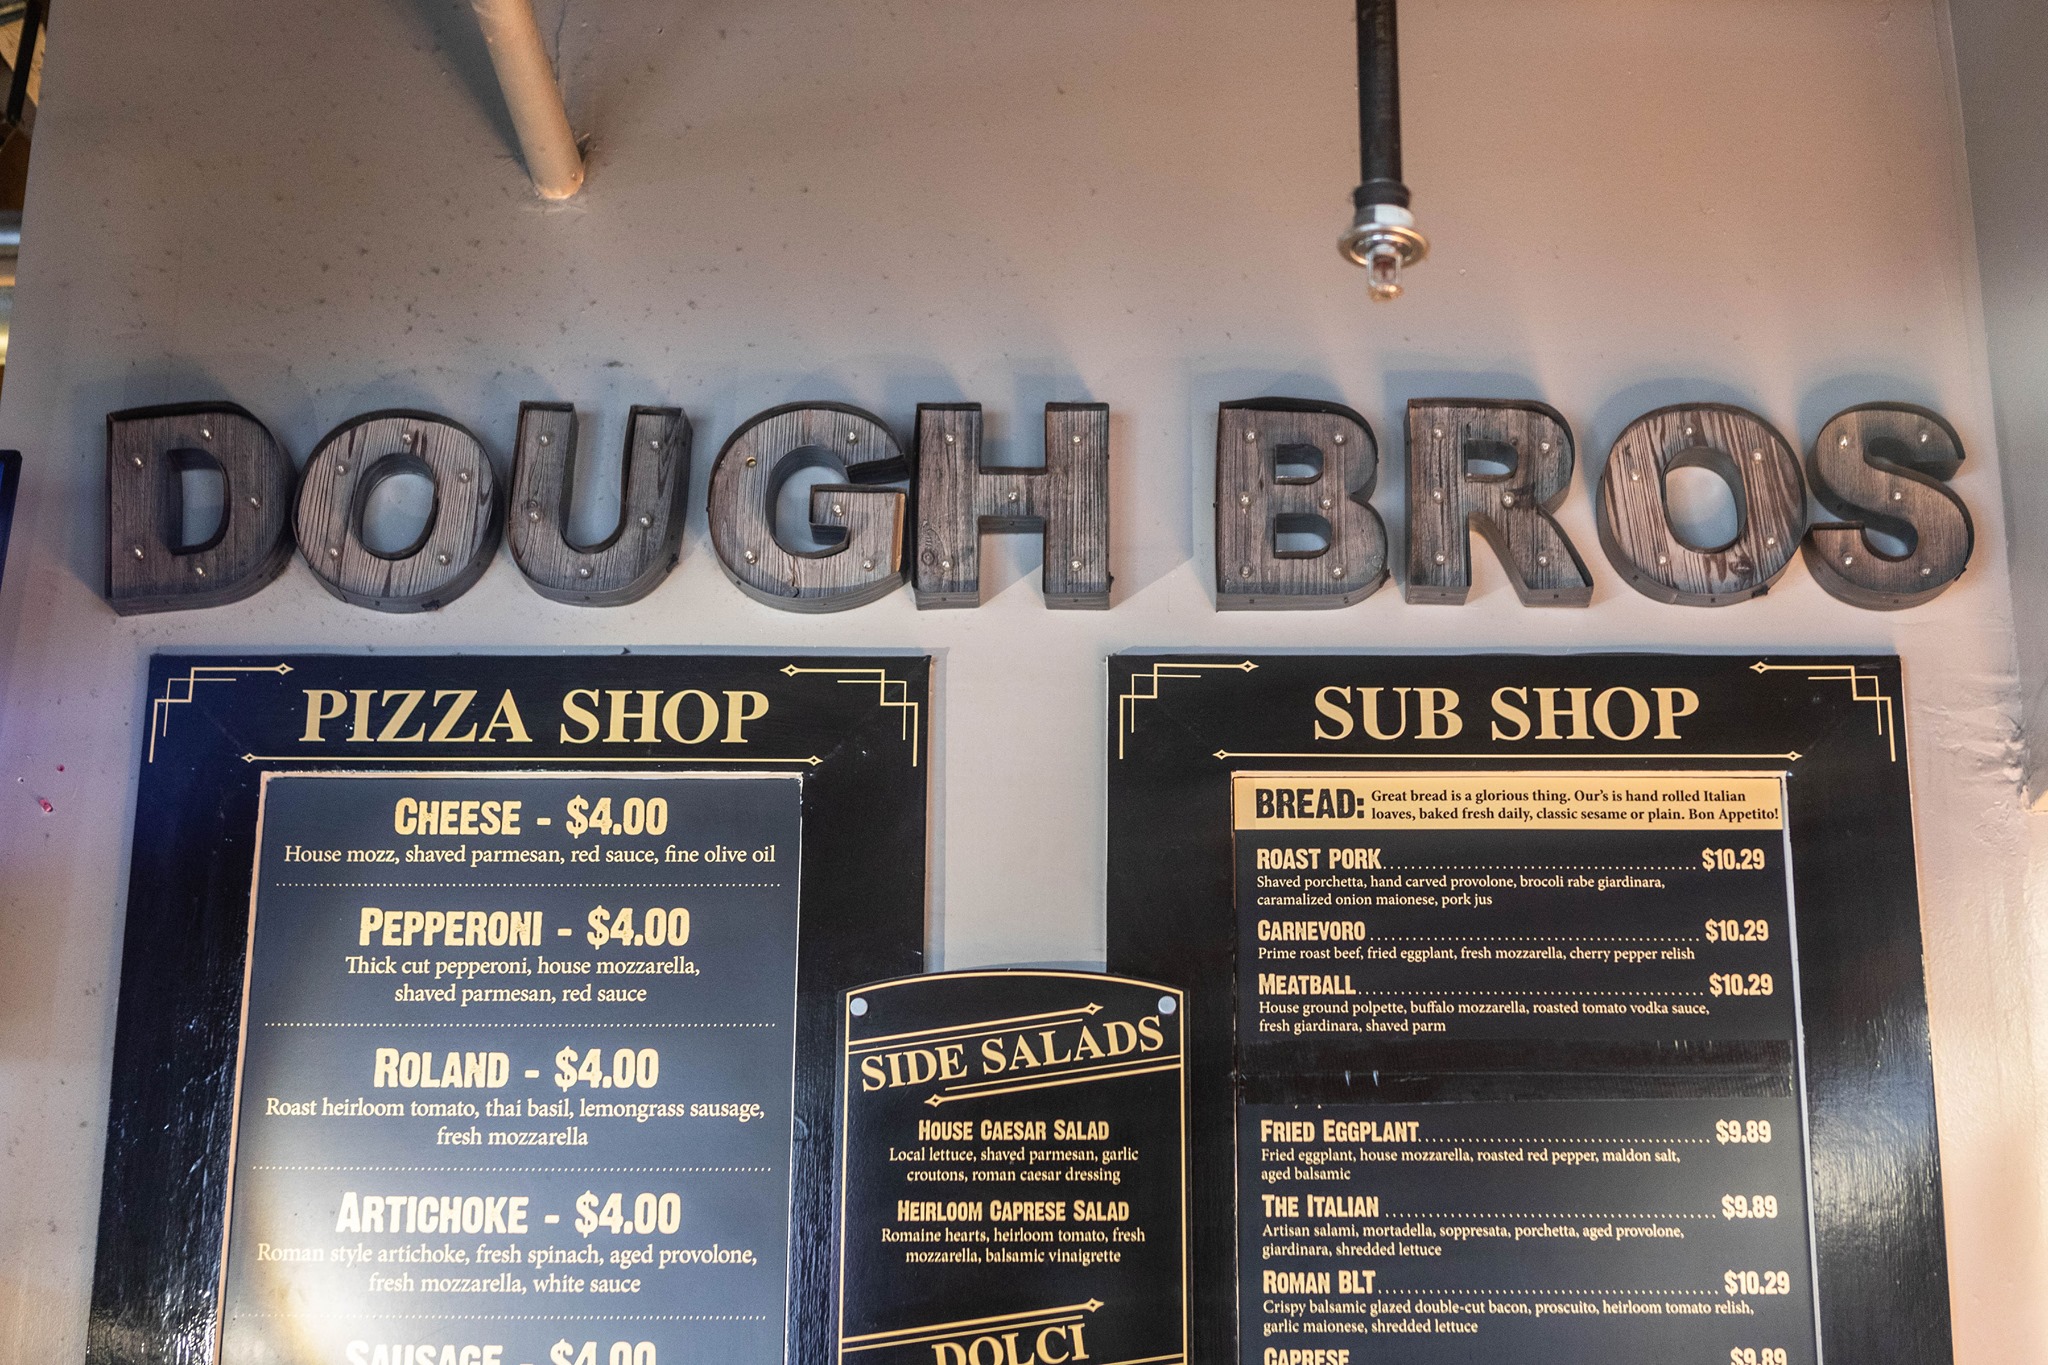 DOUGH BROS
PIZZA SHOP
CHEESE - $4.00
House mozz, shaved parmesan, red sauce, fine olive oil
PEPPERONI - $4.00
Thick cut pepperoni, house mozzarella,
shaved parmesan, red sauce
ROLAND - $4.00
Roast heirloom tomato, thai basil, lemongrass sausage,
fresh mozzarella
ARTICHOKE - $4.00
Roman style artichoke, fresh spinach, aged provolone,
fresh mozzarella, white sauce
SAUSAGE - $4.00
SIDE SALADS
HOUSE CAESAR SALAD
Local lettuce, shaved parmesan, garlic
croutons, roman caesar dressing
HEIRLOOM CAPRESE SALAD
Romaine hearts, heirloom tomato, fresh
mozzarella, balsamic vinaigrette
DOLCI
SUB SHOP
BREAD: Great bread is a glorious thing. Our's is hand rolled Italian
loaves, baked fresh daily, classic sesame or plain. Bon Appetito!
ROAST PORK $10.29
Shaved porchetta, hand carved provolone, brocoli rabe giardinara,
caramalized onion maionese, pork jus
CARNEVORO $10.29
Prime roast beef, fried eggplant, fresh mozzarella, cherry pepper relish
MEATBALL $10.29
House ground polpette, buffalo mozzarella, roasted tomato vodka sauce,
fresh giardinara, shaved parm
FRIED EGGPLANT $9.89
Fried eggplant, house mozzarella, roasted red pepper, maldon salt,
aged balsamic
THE ITALIAN $9.89
Artisan salami, mortadella, soppresata, porchetta, aged provolone,
giardinara, shredded lettuce
ROMAN BLT $10.29
Crispy balsamic glazed double-cut bacon, proscuito, heirloom tomato relish,
garlic maionese, shredded lettuce
CAPRESE $9.89